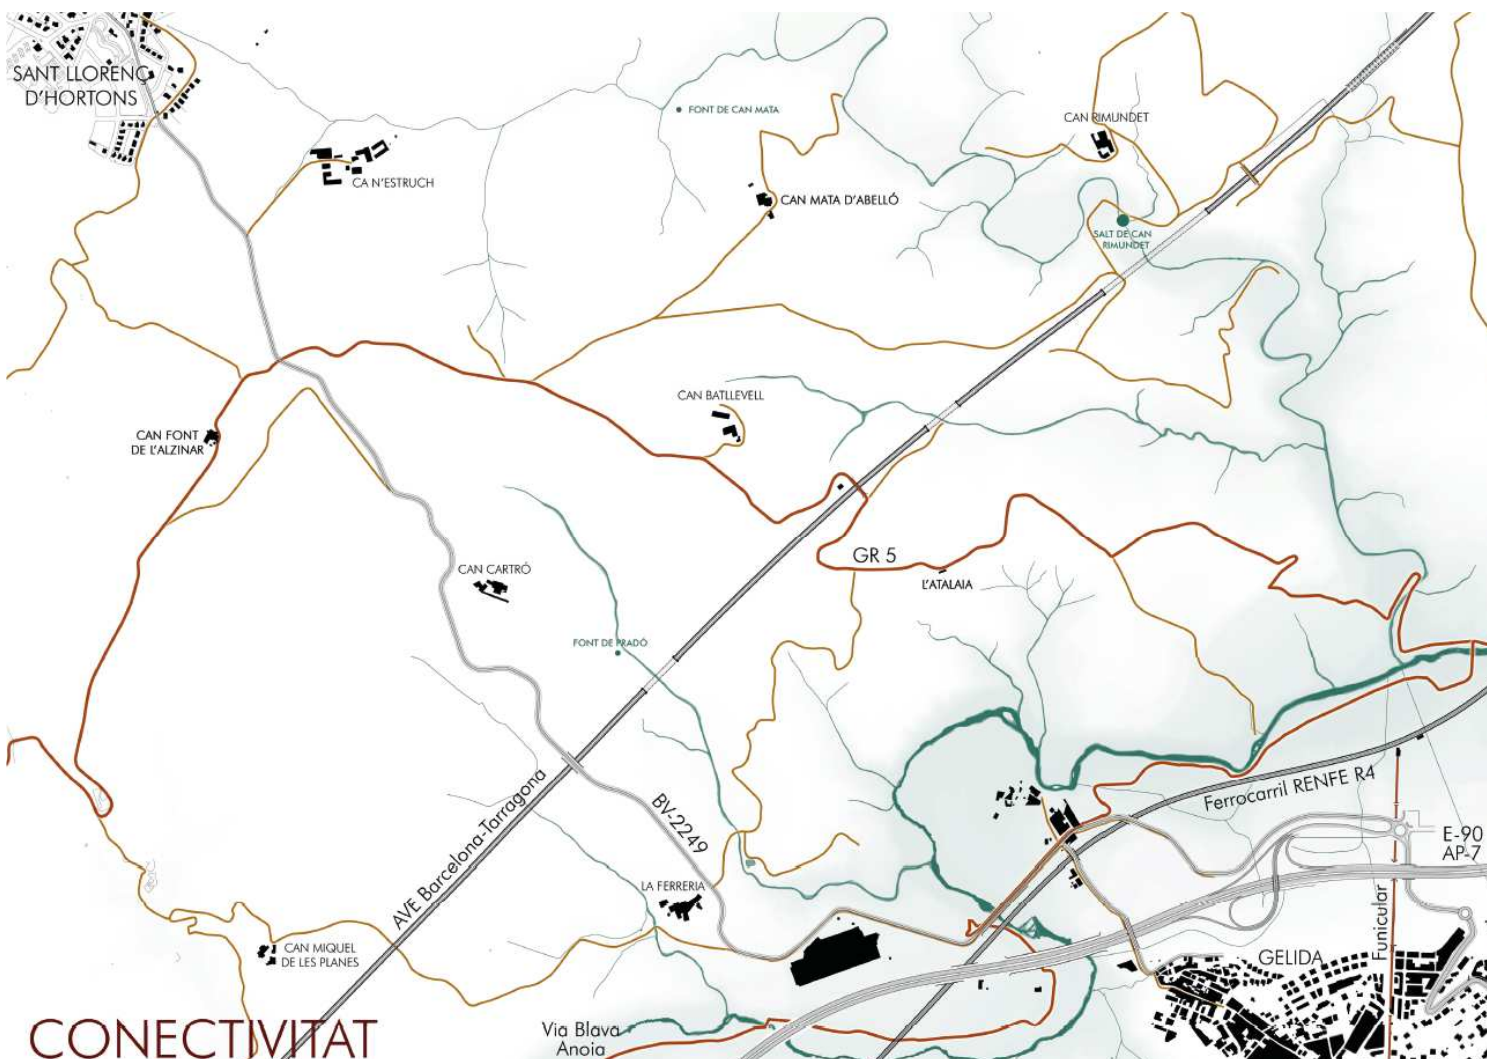 SANT LLORENÇ
D'HORTONS
FONT DE CAN MATA
CAN RIMUNDET
CA N'ESTRUCH
CAN MATA D'ABELLÓ
SALT DE CAN
RIMUNDET
CAN BATLLEVELL
CAN FONT
DE L'ALZINAR
GR 5
CAN CARTRÓ
L'ATALAIA
FONT DE PRADÓ
AVE Barcelona-Tarragona
BV-2249
Ferrocarril RENFE R4
E-90
AP-7
LA FERRERIA
Funicular
CAN MIQUEL
DE LES PLANES
GELIDA
CONECTIVITAT
Via Blava
Anoia